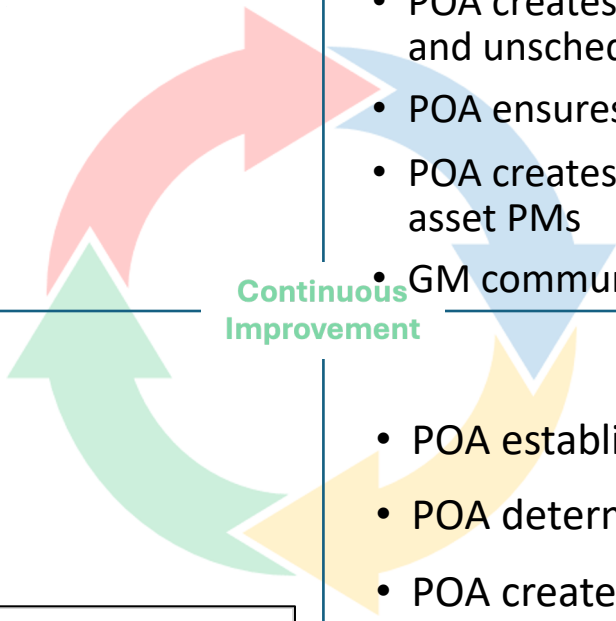 • POA creates
and unsched
• POA ensures
• POA creates
asset PMs
• GM commu
Continuous
Improvement
• POA establi
• POA determ
• POA create